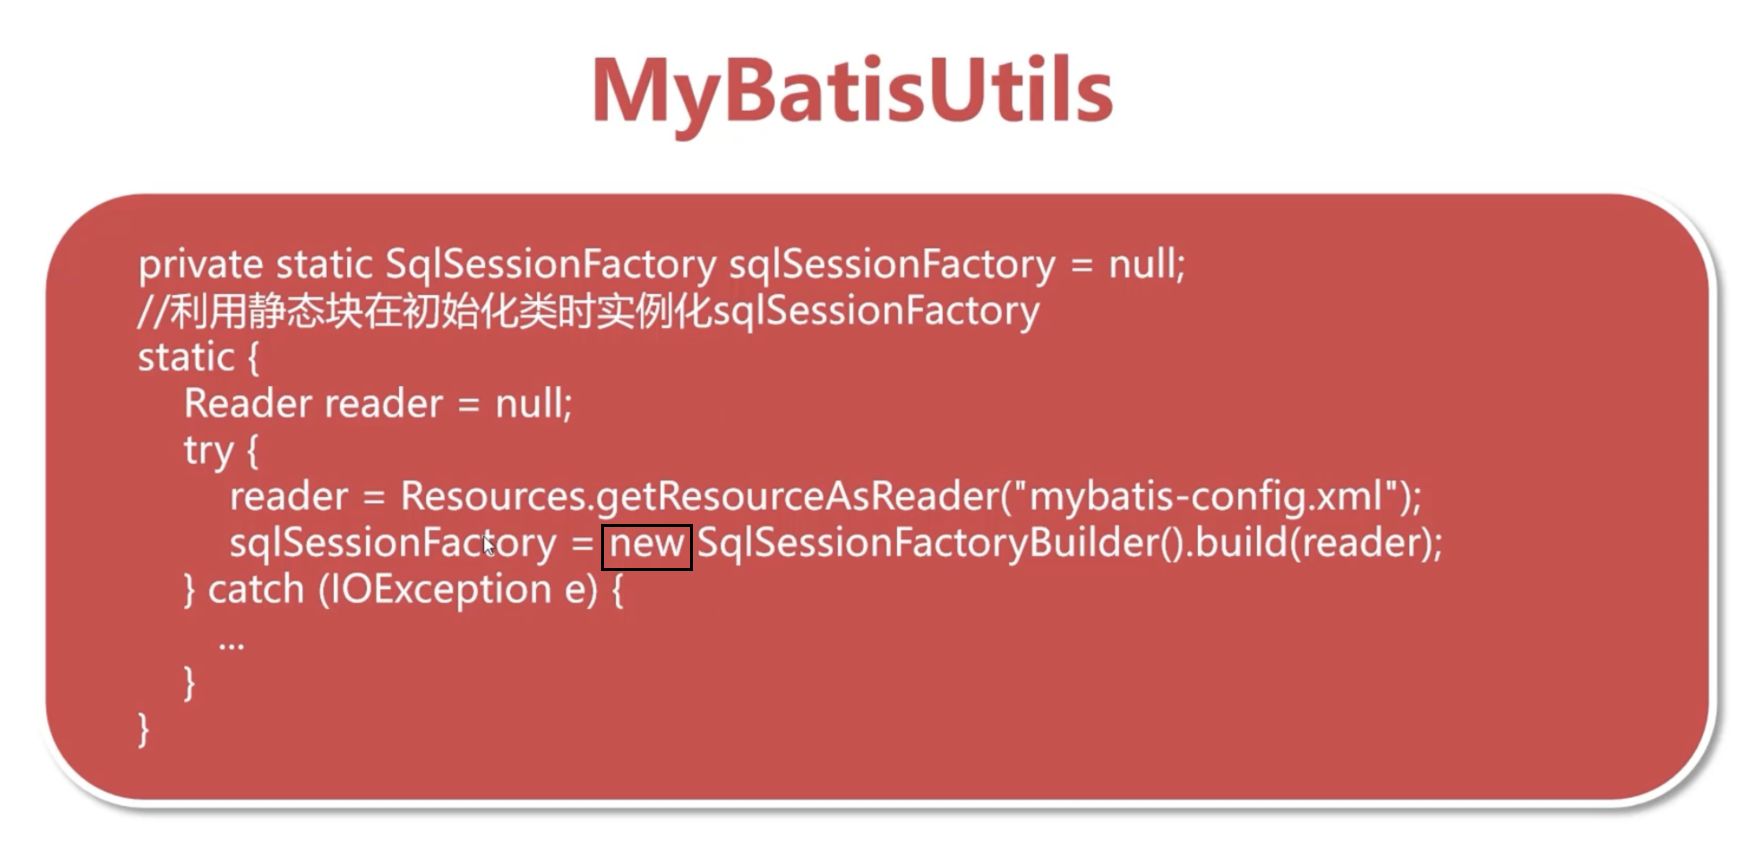 MyBatisUtils
private static SqlSessionFactory sqlSessionFactory = null;
//利用静态块在初始化类时实例化sqlSessionFactory
static {
Reader reader = null;
try {
reader = Resources.getResourceAsReader("mybatis-config.xml");
sqlSessionFactory = new SqlSessionFactoryBuilder().build(reader);
} catch (IOException e) {
...
}
}